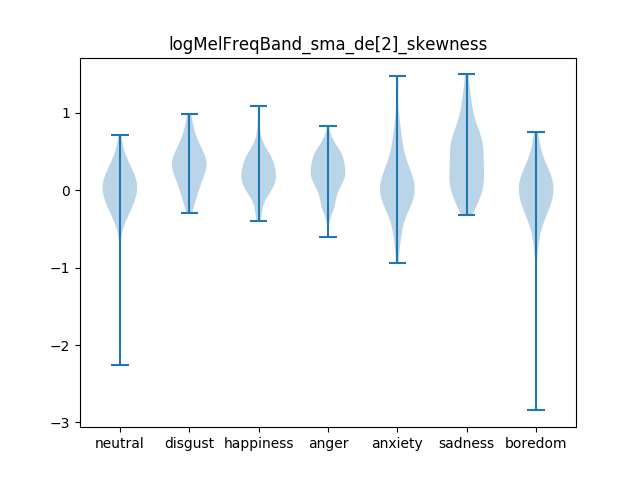 logMelFreqBand_sma_de[2]_skewness
1
0
−1
−2
−3
neutral disgust happiness anger anxiety sadness boredom